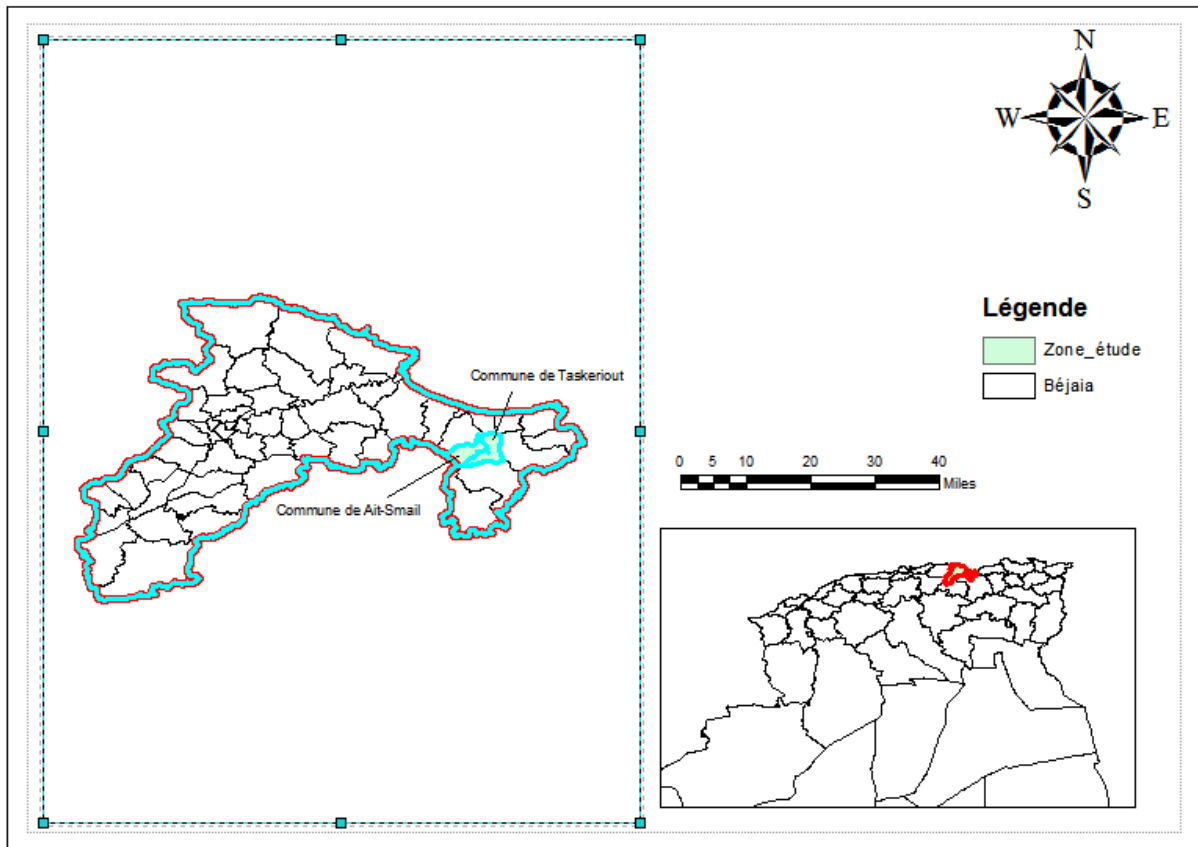 N
W E
S
Légende
Zone_étude
Béjaia
Commune de Taskeriout
Commune de Ait-Smail
0 5 10 20 30 40
Miles